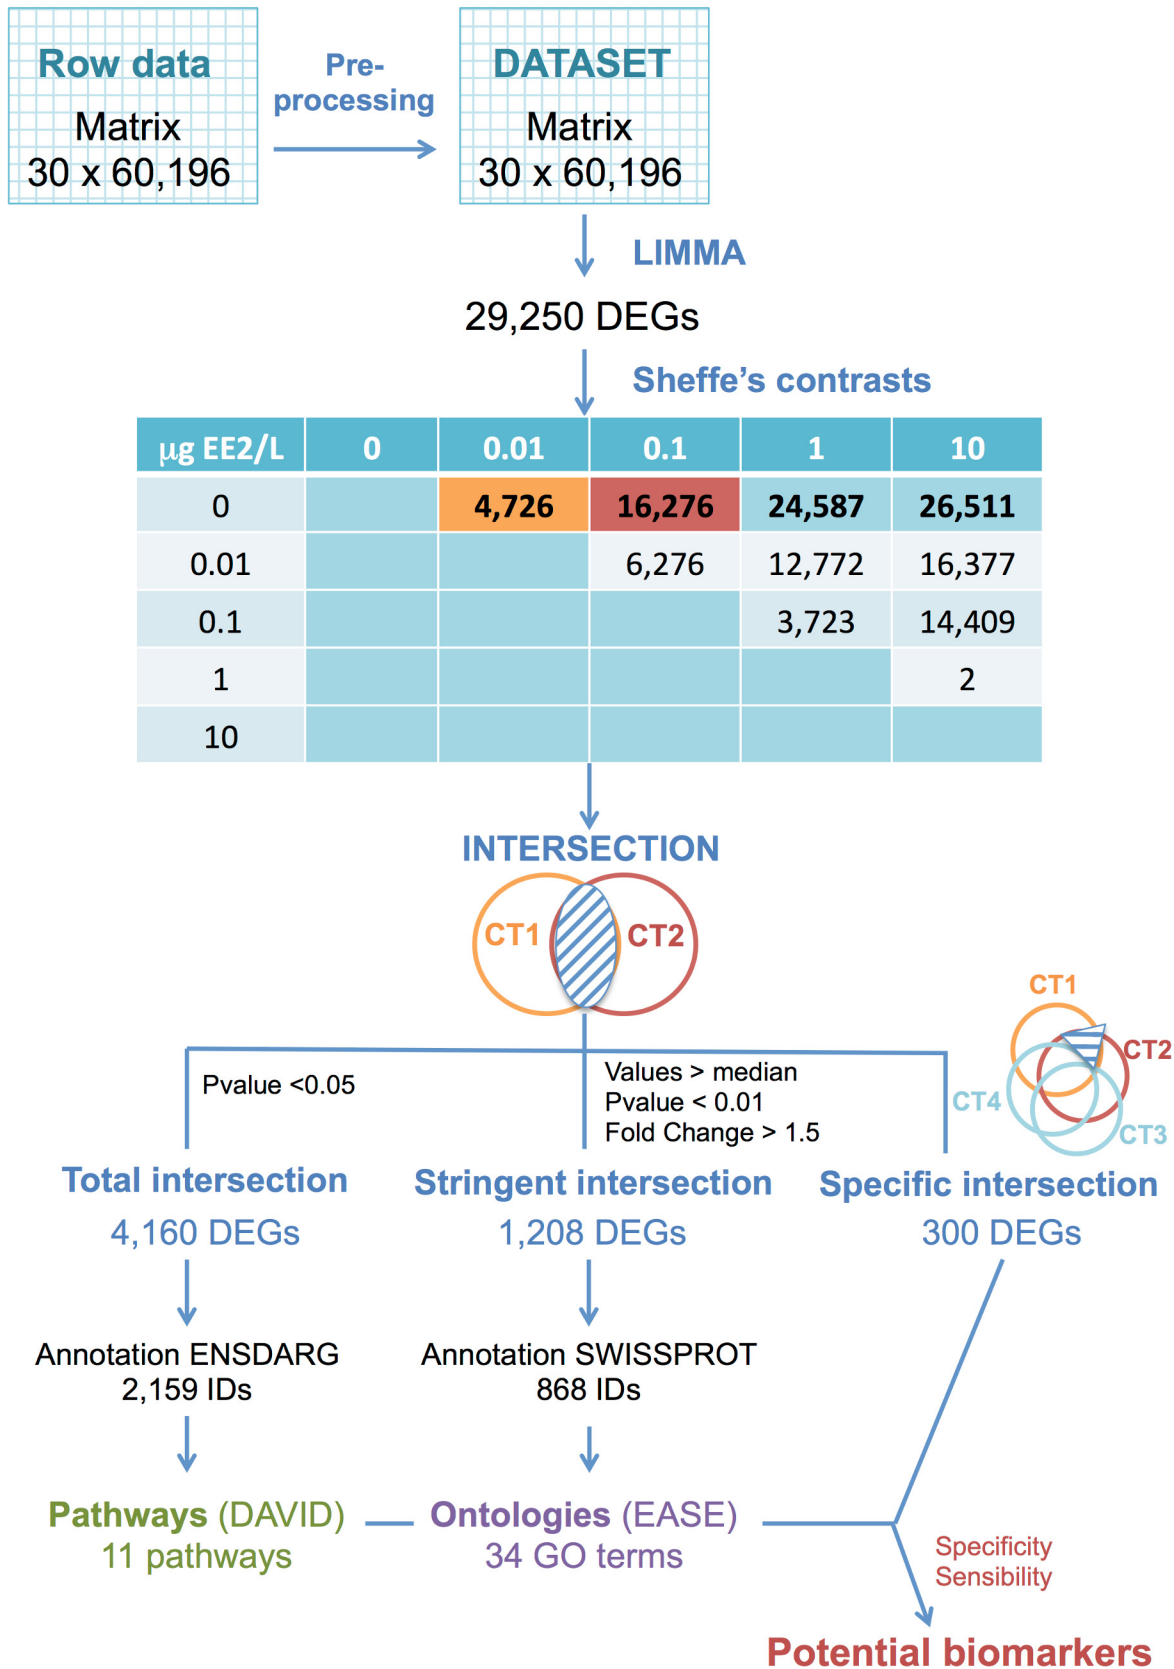 Row data
Matrix
30 x 60,196
Pre-
processing
DATASET
Matrix
30 x 60,196
LIMMA
29,250 DEGs
Sheffe's contrasts
µg EE2/L 0 0.01 0.1 1 10
0 4,726 16,276 24,587 26,511
0.01 6,276 12,772 16,377
0.1 3,723 14,409
1 2
10
INTERSECTION
CT1 CT2
CT1
CT2
CT4
CT3
Pvalue <0.05
Values > median
Pvalue < 0.01
Fold Change > 1.5
Total intersection
4,160 DEGs
Stringent intersection
1,208 DEGs
Specific intersection
300 DEGs
Annotation ENSDARG
2,159 IDs
Annotation SWISSPROT
868 IDs
Pathways (DAVID)
11 pathways
Ontologies (EASE)
34 GO terms
Specificity
Sensibility
Potential biomarkers